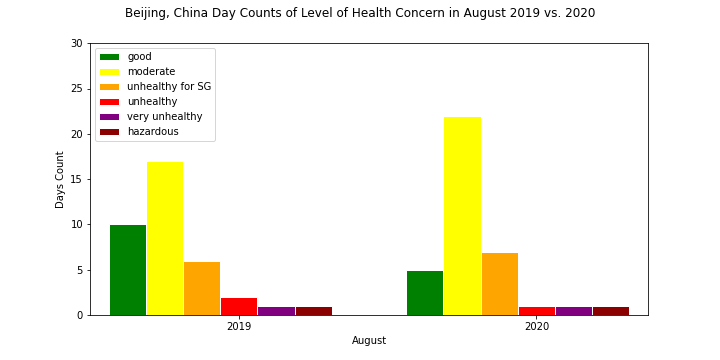 Beijing, China Day Counts of Level of Health Concern in August 2019 vs. 2020
30
25
20
15
10
5
0
Days Count
good
moderate
unhealthy for SG
unhealthy
very unhealthy
hazardous
2019
2020
August